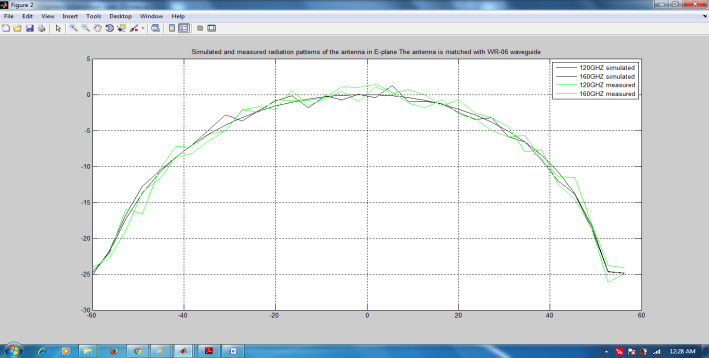 Figure 2
File Edit View Insert Tools Desktop Window Help
Simulated and measured radiation patterns of the antenna in E-plane The antenna is matched with WR-06 waveguide
120GHZ simulated
160GHZ simulated
120GHZ measured
160GHZ measured
5
0
-5
-10
-15
-20
-25
-30
-60 -40 -20 0 20 40 60
12:28 AM